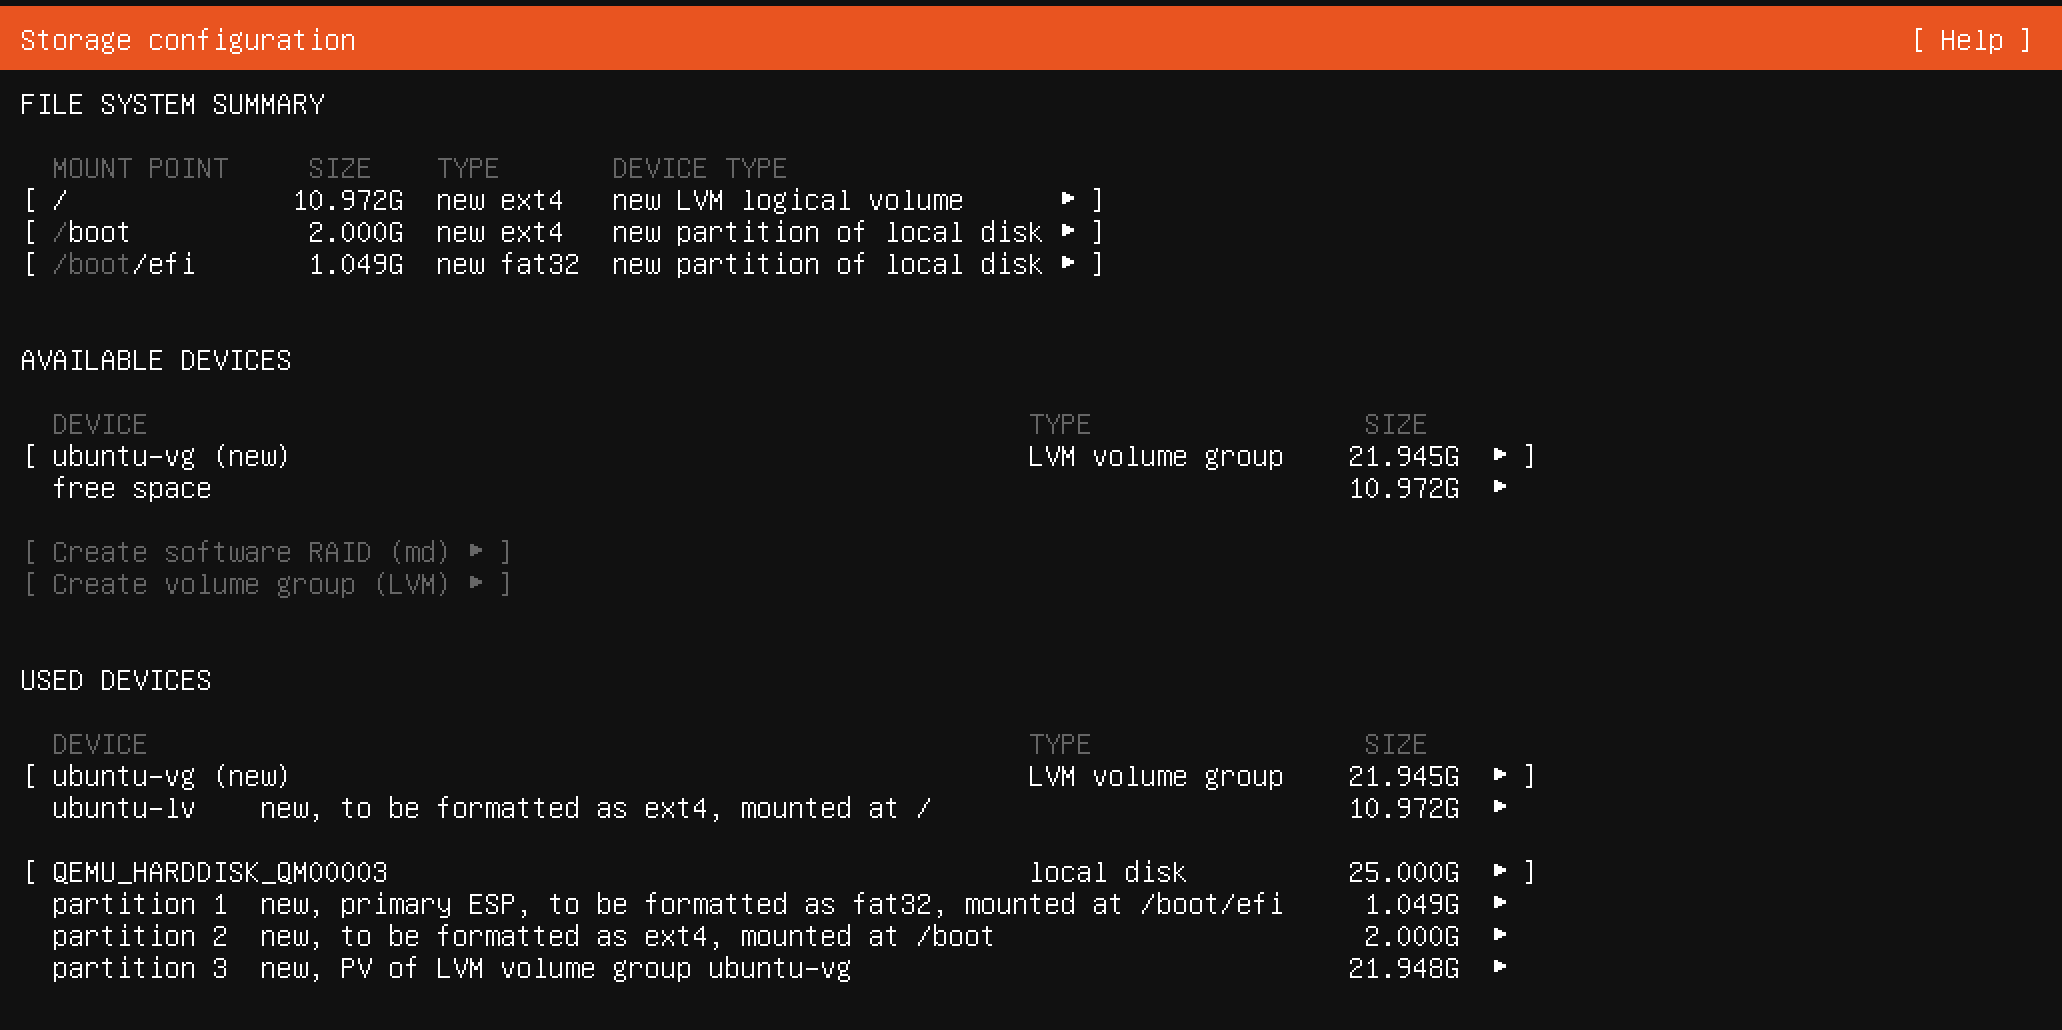 Storage configuration [ Help ]
FILE SYSTEM SUMMARY
MOUNT POINT SIZE TYPE DEVICE TYPE
[ / 10.972G new ext4 new LVM logical volume ▸ ]
[ /boot 2.000G new ext4 new partition of local disk ▸ ]
[ /boot/efi 1.049G new fat32 new partition of local disk ▸ ]
AVAILABLE DEVICES
DEVICE TYPE SIZE
[ ubuntu-vg (new) LVM volume group 21.945G ▸ ]
free space 10.972G ▸
[ Create software RAID (md) ▸ ]
[ Create volume group (LVM) ▸ ]
USED DEVICES
DEVICE TYPE SIZE
[ ubuntu-vg (new) LVM volume group 21.945G ▸ ]
ubuntu-lv new, to be formatted as ext4, mounted at / 10.972G ▸
[ QEMU_HARDDISK_QM00003 local disk 25.000G ▸ ]
partition 1 new, primary ESP, to be formatted as fat32, mounted at /boot/efi 1.049G ▸
partition 2 new, to be formatted as ext4, mounted at /boot 2.000G ▸
partition 3 new, PV of LVM volume group ubuntu-vg 21.948G ▸